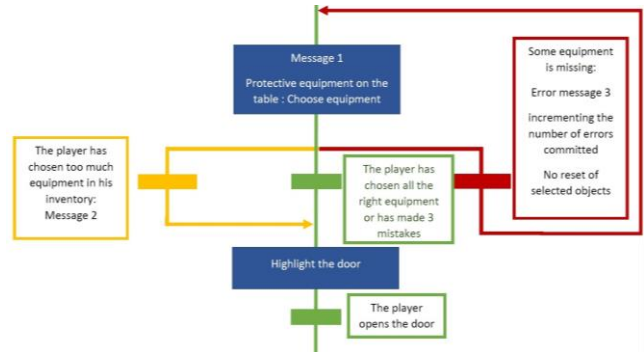 Message 1
Protective equipment on the
table : Choose equipment
Some equipment
is missing:
Error message 3
incrementing the
number of errors
committed
No reset of
selected objects
The player has
chosen too much
equipment in his
inventory:
Message 2
The player has
chosen all the
right equipment
or has made 3
mistakes
Highlight the door
The player
opens the door